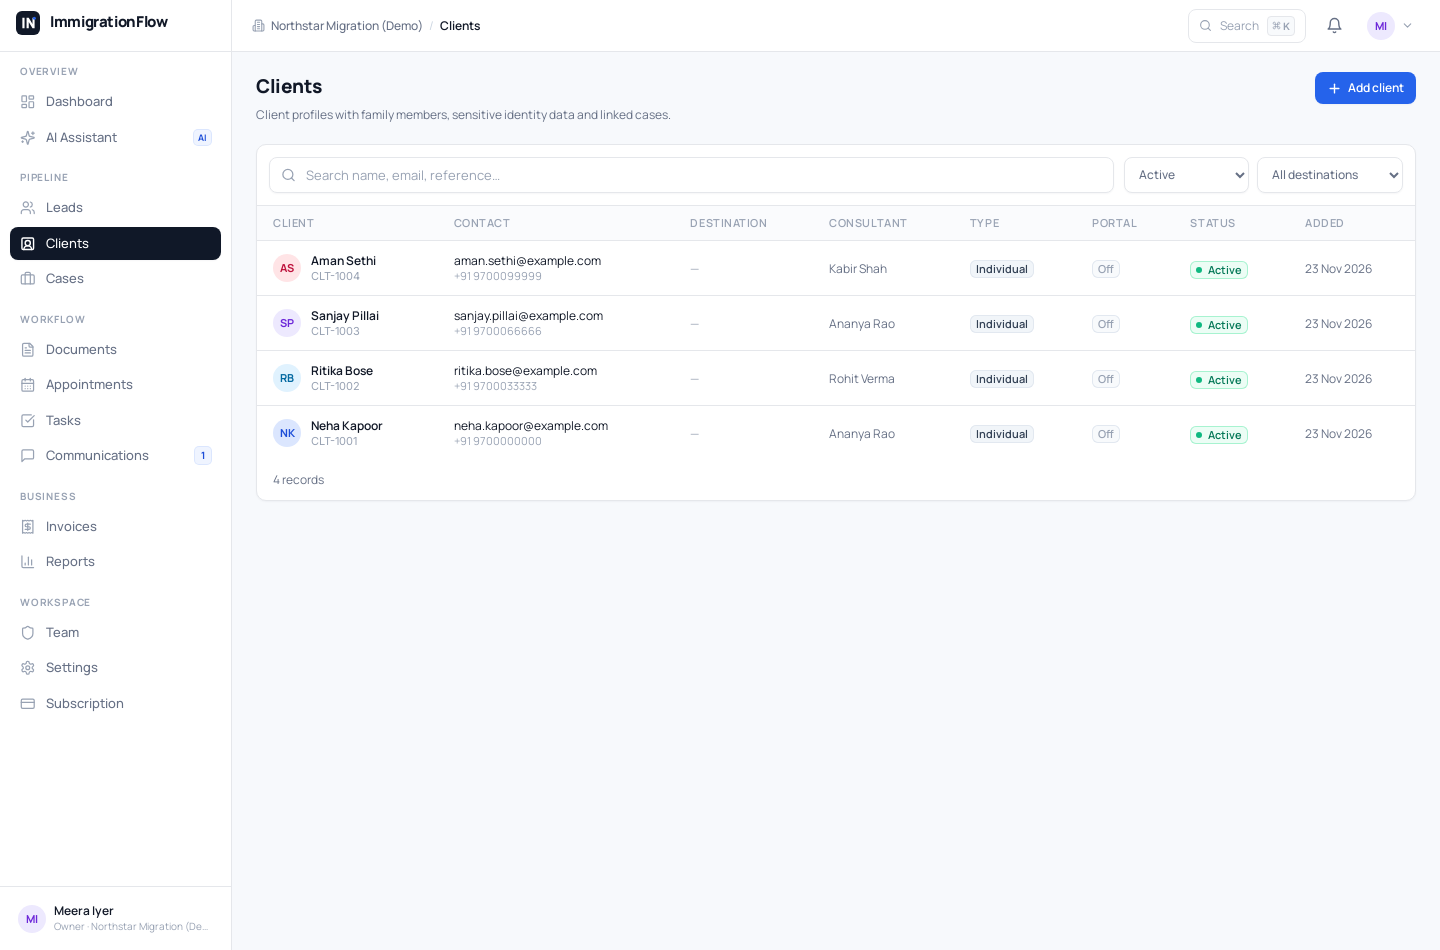 IN ImmigrationFlow
Northstar Migration (Demo) / Clients
Search ⌘K
MI
OVERVIEW
Dashboard
AI Assistant AI
PIPELINE
Leads
Clients
Cases
WORKFLOW
Documents
Appointments
Tasks
Communications 1
BUSINESS
Invoices
Reports
WORKSPACE
Team
Settings
Subscription
MI Meera Iyer
Owner · Northstar Migration (De...
Clients
Client profiles with family members, sensitive identity data and linked cases.
+ Add client
Search name, email, reference...
Active
All destinations
CLIENT CONTACT DESTINATION CONSULTANT TYPE PORTAL STATUS ADDED
AS Aman Sethi aman.sethi@example.com — Kabir Shah Individual Off Active 23 Nov 2026
CLT-1004 +91 9700099999
SP Sanjay Pillai sanjay.pillai@example.com — Ananya Rao Individual Off Active 23 Nov 2026
CLT-1003 +91 9700066666
RB Ritika Bose ritika.bose@example.com — Rohit Verma Individual Off Active 23 Nov 2026
CLT-1002 +91 9700033333
NK Neha Kapoor neha.kapoor@example.com — Ananya Rao Individual Off Active 23 Nov 2026
CLT-1001 +91 9700000000
4 records